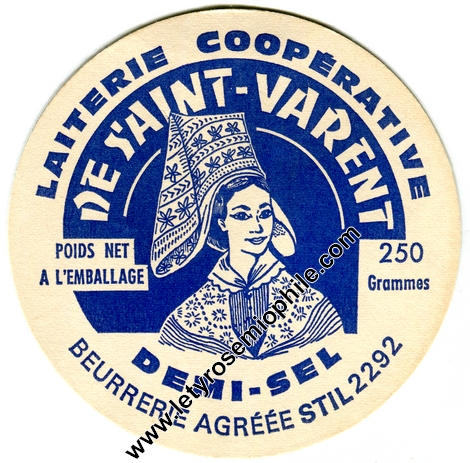 LAITERIE COOPÉRATIVE
DE SAINT-VARENT
POIDS NET
A L'EMBALLAGE
250
Grammes
DEMI-SEL
BEURRERIE AGRÉÉE STIL 2292
www.letyrosemiophile.com